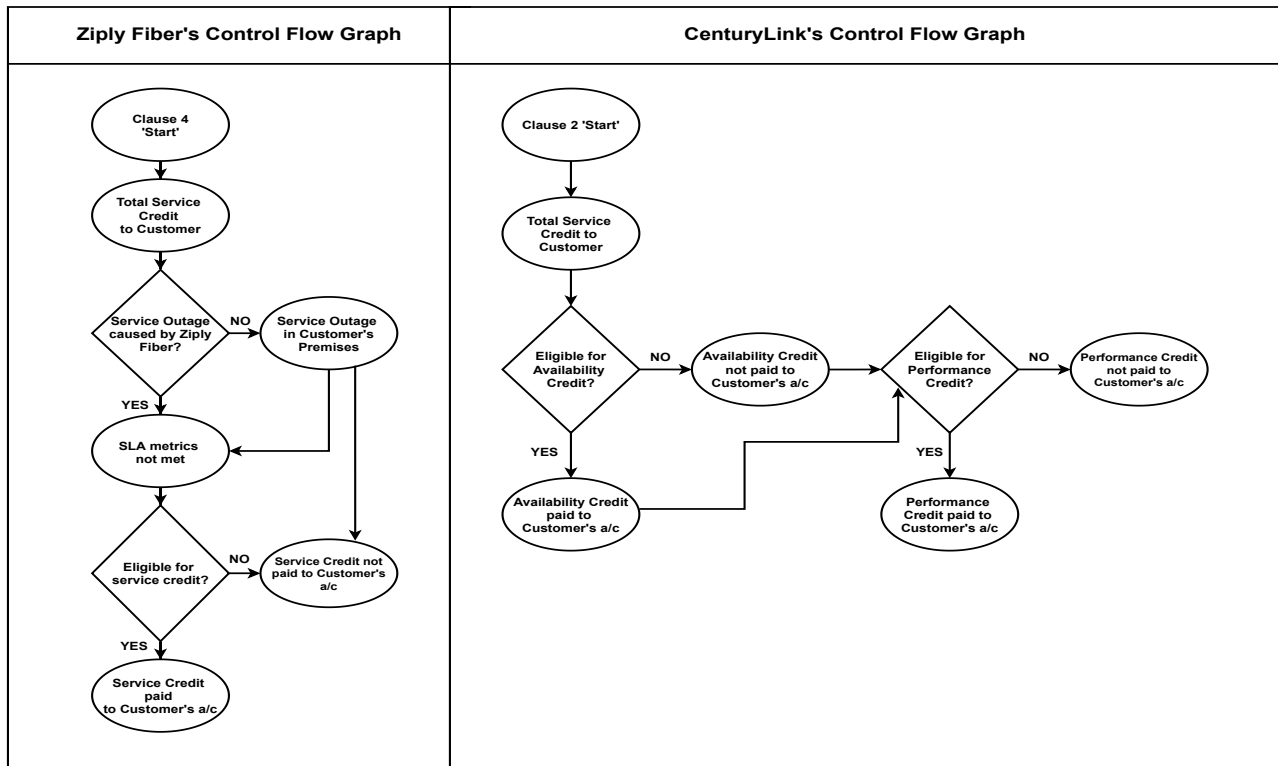 Ziply Fiber's Control Flow Graph
Clause 4
'Start'
Total Service
Credit
to Customer
Service Outage
caused by Ziply
Fiber?
NO
Service Outage
in Customer's
Premises
YES
SLA metrics
not met
Eligible for
service credit?
NO
Service Credit not
paid to Customer's
a/c
YES
Service Credit
paid
to Customer's a/c
CenturyLink's Control Flow Graph
Clause 2 'Start'
Total Service
Credit to
Customer
Eligible for
Availability
Credit?
NO
Availability Credit
not paid to
Customer's a/c
Eligible for
Performance
Credit?
NO
Performance Credit
not paid to
Customer's a/c
YES
Availability Credit
paid to
Customer's a/c
YES
Performance
Credit paid to
Customer's a/c